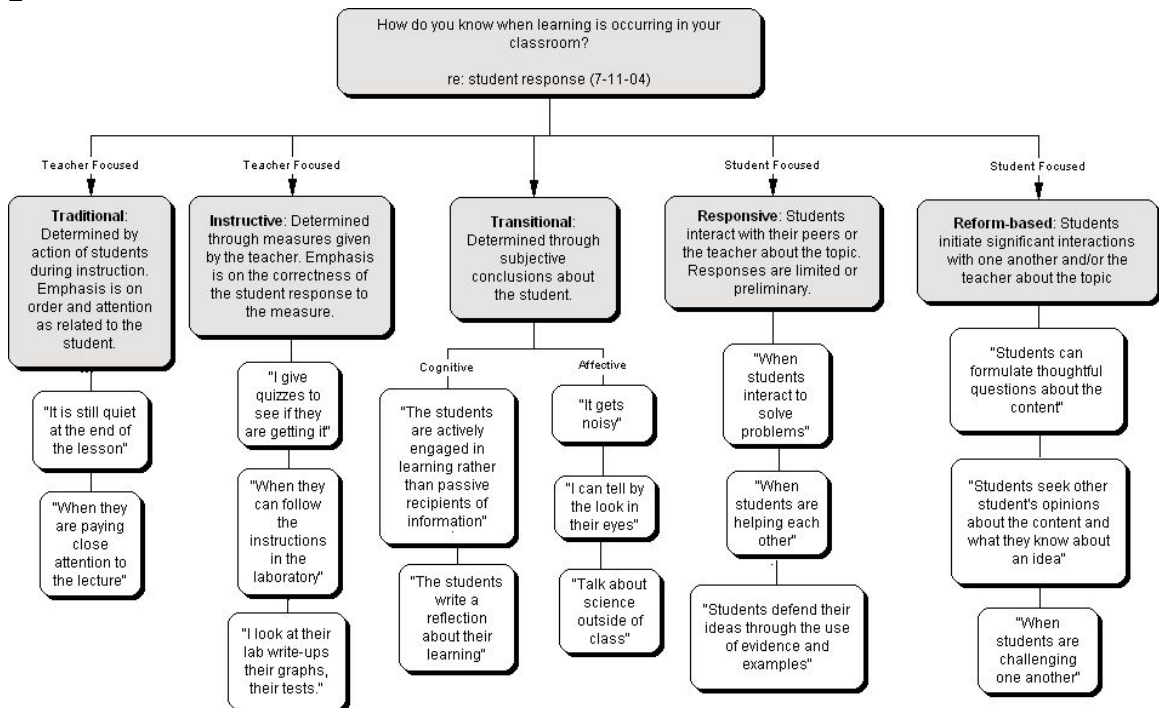 How do you know when learning is occurring in your
classroom?
re: student response (7-11-04)
Teacher Focused
Teacher Focused
Student Focused
Student Focused
Traditional:
Determined by
action of students
during instruction.
Emphasis is on
order and attention
as related to the
student.
"It is still quiet
at the end of
the lesson"
"When they
are paying
close
attention to
the lecture"
Instructive: Determined
through measures given
by the teacher. Emphasis
is on the correctness of
the student response to
the measure.
"I give
quizzes to
see if they
are getting it"
"When they
can follow
the
instructions
in the
laboratory"
"I look at their
lab write-ups
their graphs,
their tests."
Transitional:
Determined through
subjective
conclusions about
the student.
Cognitive
"The students
are actively
engaged in
learning rather
than passive
recipients of
information"
"The students
write a
reflection
about their
learning"
Affective
"It gets
noisy"
"I can tell by
the look in
their eyes"
"Talk about
science
outside of
class"
Responsive: Students
interact with their peers or
the teacher about the topic.
Responses are limited or
preliminary.
"When
students
interact to
solve
problems"
"When
students are
helping each
other"
"Students defend their
ideas through the use
of evidence and
examples"
Reform-based: Students
initiate significant interactions
with one another and/or the
teacher about the topic
"Students can
formulate thoughtful
questions about the
content"
"Students seek other
student's opinions
about the content and
what they know about
an idea"
"When
students are
challenging
one another"